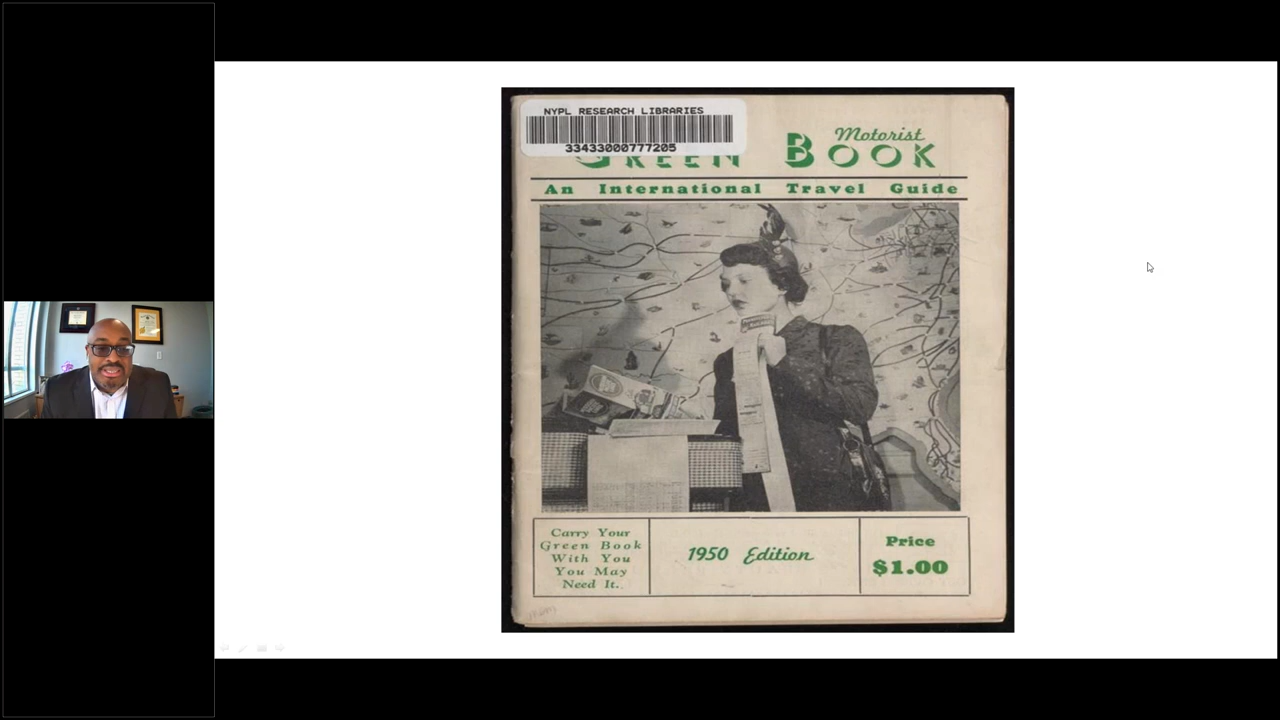 NYPL RESEARCH LIBRARIES
33433000777205
Motorist
GREEN BOOK
An International Travel Guide
Carry Your
Green Book
With You
You May
Need It..
1950 Edition
Price
$1.00